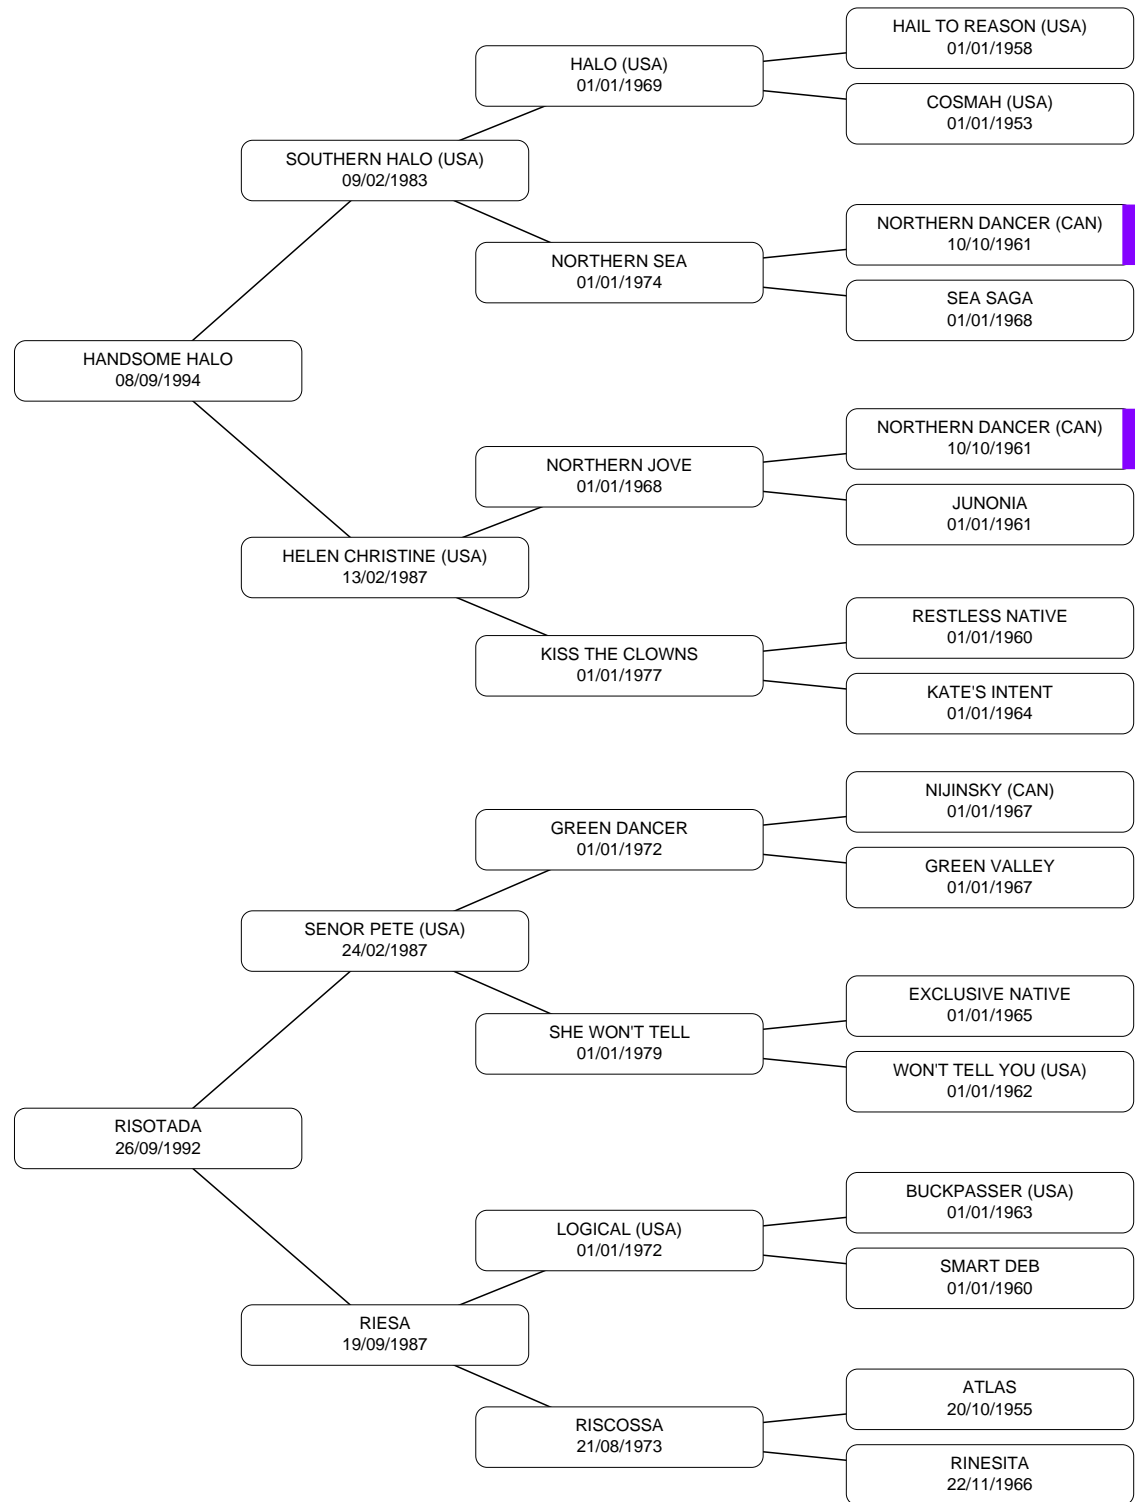 HAIL TO REASON (USA)
01/01/1958
HALO (USA)
01/01/1969
COSMAH (USA)
01/01/1953
SOUTHERN HALO (USA)
09/02/1983
NORTHERN DANCER (CAN)
10/10/1961
NORTHERN SEA
01/01/1974
SEA SAGA
01/01/1968
HANDSOME HALO
08/09/1994
NORTHERN DANCER (CAN)
10/10/1961
NORTHERN JOVE
01/01/1968
JUNONIA
01/01/1961
HELEN CHRISTINE (USA)
13/02/1987
RESTLESS NATIVE
01/01/1960
KISS THE CLOWNS
01/01/1977
KATE'S INTENT
01/01/1964
NIJINSKY (CAN)
01/01/1967
GREEN DANCER
01/01/1972
GREEN VALLEY
01/01/1967
SENOR PETE (USA)
24/02/1987
EXCLUSIVE NATIVE
01/01/1965
SHE WON'T TELL
01/01/1979
WON'T TELL YOU (USA)
01/01/1962
RISOTADA
26/09/1992
BUCKPASSER (USA)
01/01/1963
LOGICAL (USA)
01/01/1972
SMART DEB
01/01/1960
RIESA
19/09/1987
ATLAS
20/10/1955
RISCOSSA
21/08/1973
RINESITA
22/11/1966